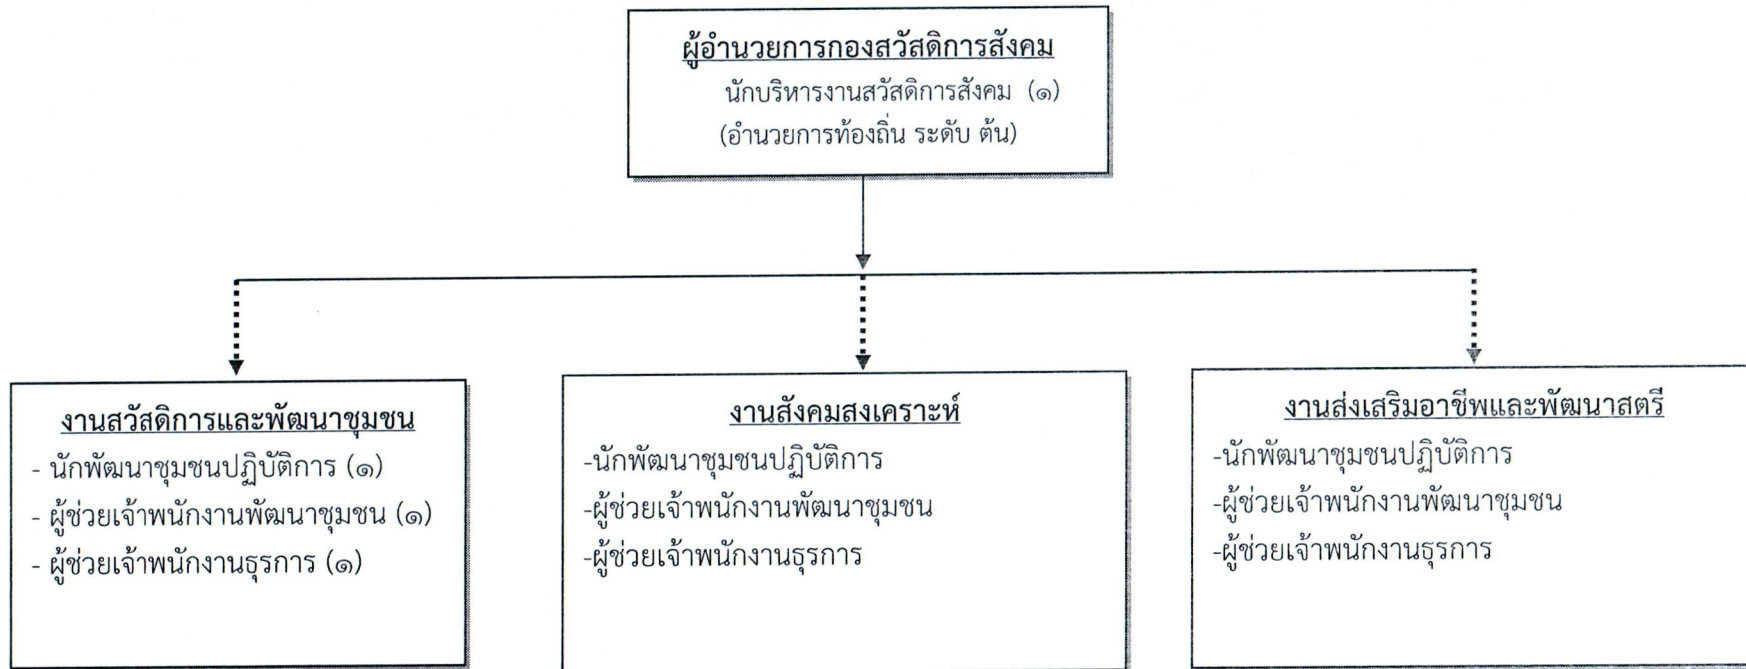 ผู้อำนวยการกองสวัสดิการสังคม
นักบริหารงานสวัสดิการสังคม (๑)
(อำนวยการท้องถิ่น ระดับ ต้น)
งานสวัสดิการและพัฒนาชุมชน
- นักพัฒนาชุมชนปฏิบัติการ (๑)
- ผู้ช่วยเจ้าพนักงานพัฒนาชุมชน (๑)
- ผู้ช่วยเจ้าพนักงานธุรการ (๑)
งานสังคมสงเคราะห์
-นักพัฒนาชุมชนปฏิบัติการ
-ผู้ช่วยเจ้าพนักงานพัฒนาชุมชน
-ผู้ช่วยเจ้าพนักงานธุรการ
งานส่งเสริมอาชีพและพัฒนาสตรี
-นักพัฒนาชุมชนปฏิบัติการ
-ผู้ช่วยเจ้าพนักงานพัฒนาชุมชน
-ผู้ช่วยเจ้าพนักงานธุรการ